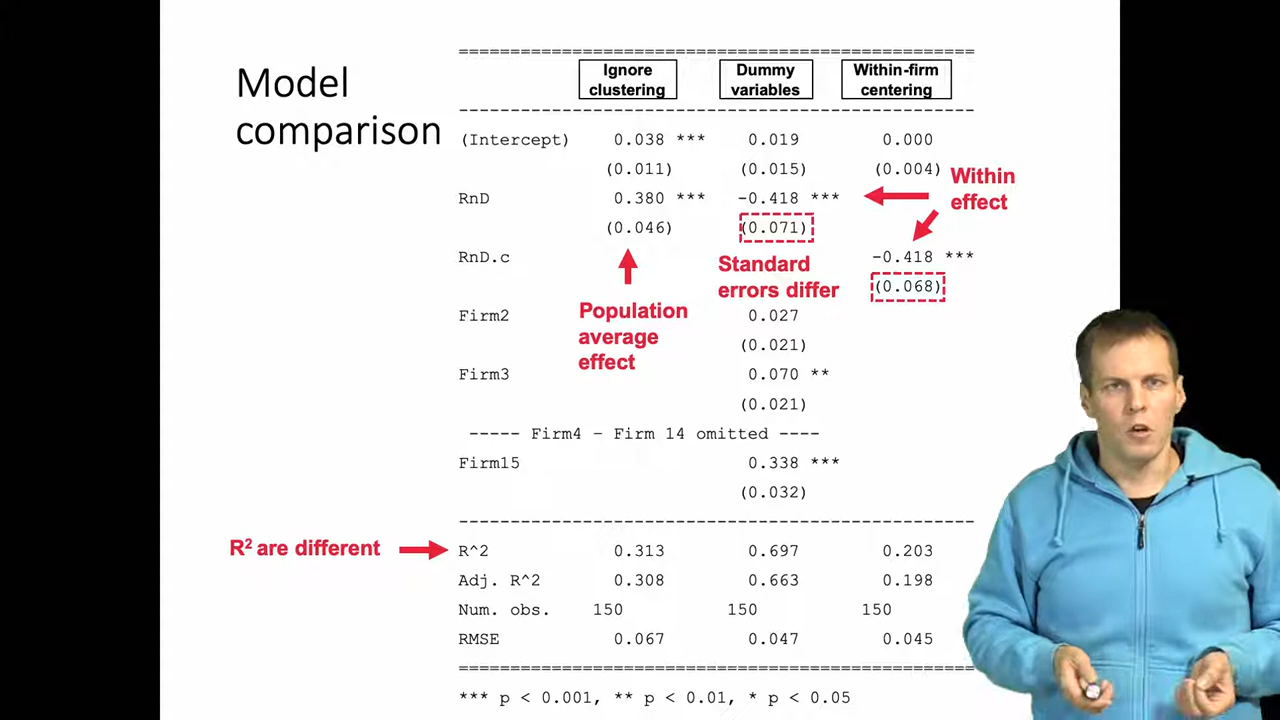 Model
comparison
==============================================
Ignore clustering Dummy variables Within-firm centering
----------------------------------------------
(Intercept) 0.038 *** 0.019 0.000
(0.011) (0.015) (0.004)
RnD 0.380 *** -0.418 ***
(0.046) (0.071)
RnD.c -0.418 ***
(0.068)
Within
effect
Standard
errors differ
Population
average
effect
Firm2 0.027
(0.021)
Firm3 0.070 **
(0.021)
----- Firm4 – Firm 14 omitted ----
Firm15 0.338 ***
(0.032)
----------------------------------------------
R² are different
R^2 0.313 0.697 0.203
Adj. R^2 0.308 0.663 0.198
Num. obs. 150 150 150
RMSE 0.067 0.047 0.045
==============================================
*** p < 0.001, ** p < 0.01, * p < 0.05